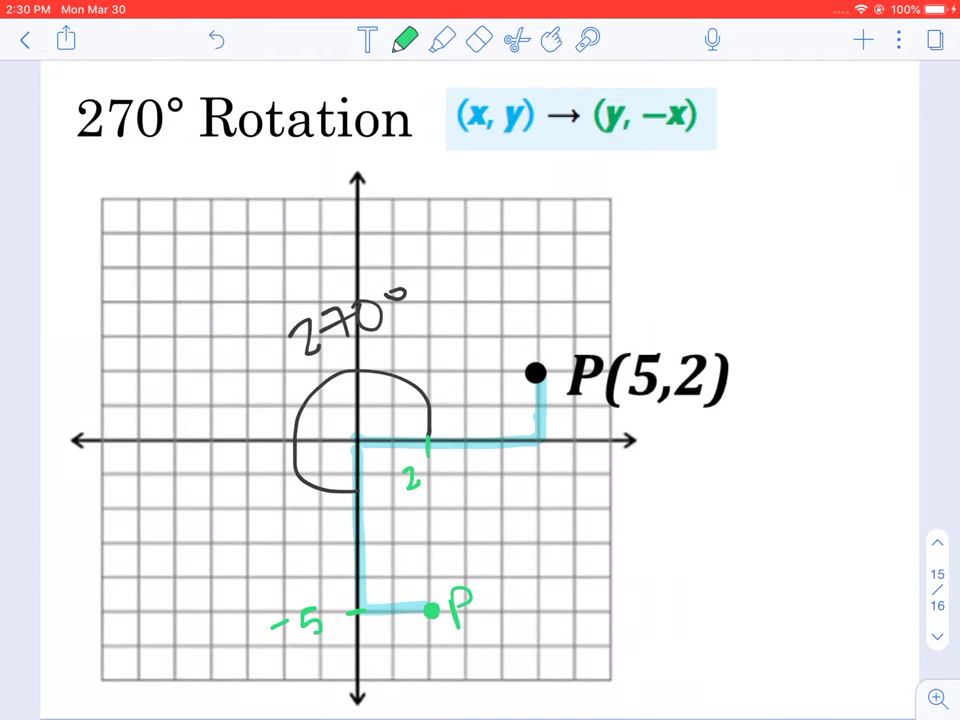 2:30 PM Mon Mar 30
100%
T
270° Rotation
(x, y) → (y, −x)
270°
P(5,2)
2
-5
P
15
/
16